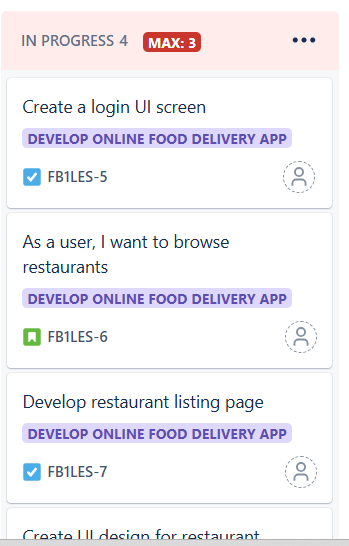 IN PROGRESS 4 MAX: 3
Create a login UI screen
DEVELOP ONLINE FOOD DELIVERY APP
FB1LES-5
As a user, I want to browse
restaurants
DEVELOP ONLINE FOOD DELIVERY APP
FB1LES-6
Develop restaurant listing page
DEVELOP ONLINE FOOD DELIVERY APP
FB1LES-7
Create UI design for restaurant